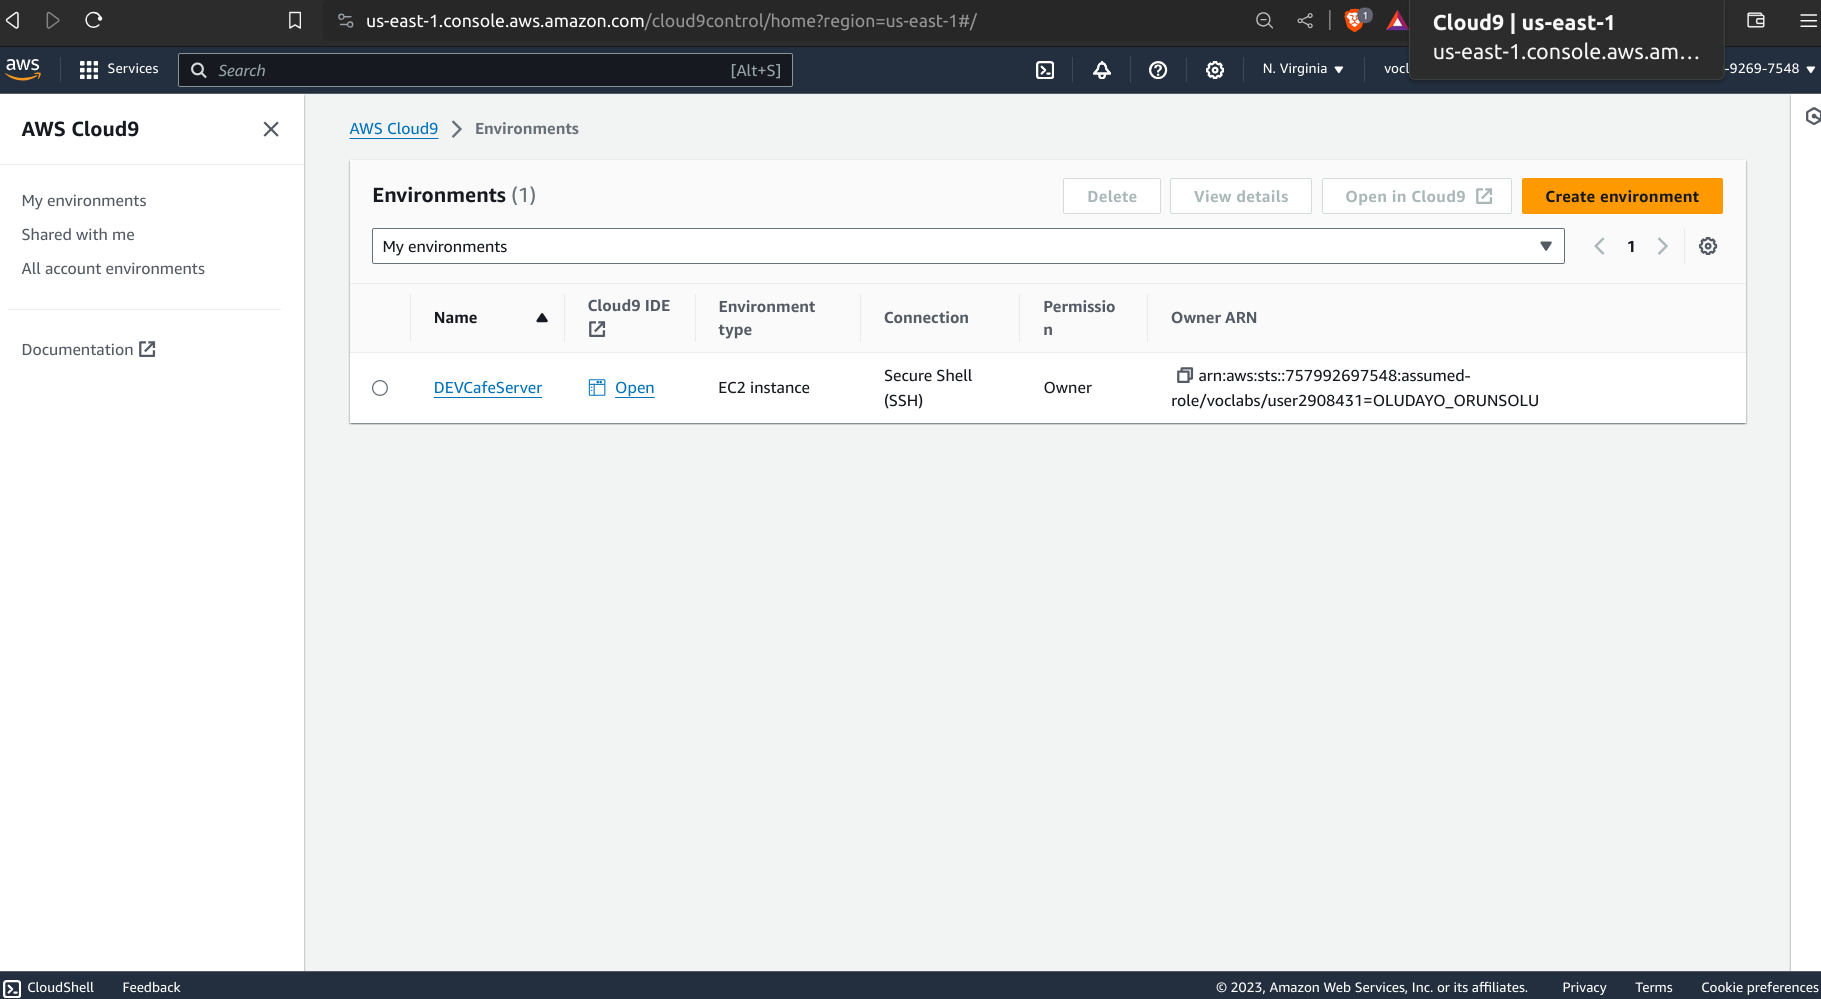 us-east-1.console.aws.amazon.com/cloud9control/home?region=us-east-1#/
1
Cloud9 | us-east-1
us-east-1.console.aws.am...
aws
Services
Search
[Alt+S]
N. Virginia
-9269-7548
AWS Cloud9
My environments
Shared with me
All account environments
Documentation
AWS Cloud9
Environments
Environments (1)
Delete
View details
Open in Cloud9
Create environment
My environments
1
Name
Cloud9 IDE
Environment
type
Connection
Permissio
n
Owner ARN
DEVCafeServer
Open
EC2 instance
Secure Shell
(SSH)
Owner
arn:aws:sts::757992697548:assumed-
role/voclabs/user2908431=OLUDAYO_ORUNSOLU
CloudShell
Feedback
© 2023, Amazon Web Services, Inc. or its affiliates.
Privacy
Terms
Cookie preferences